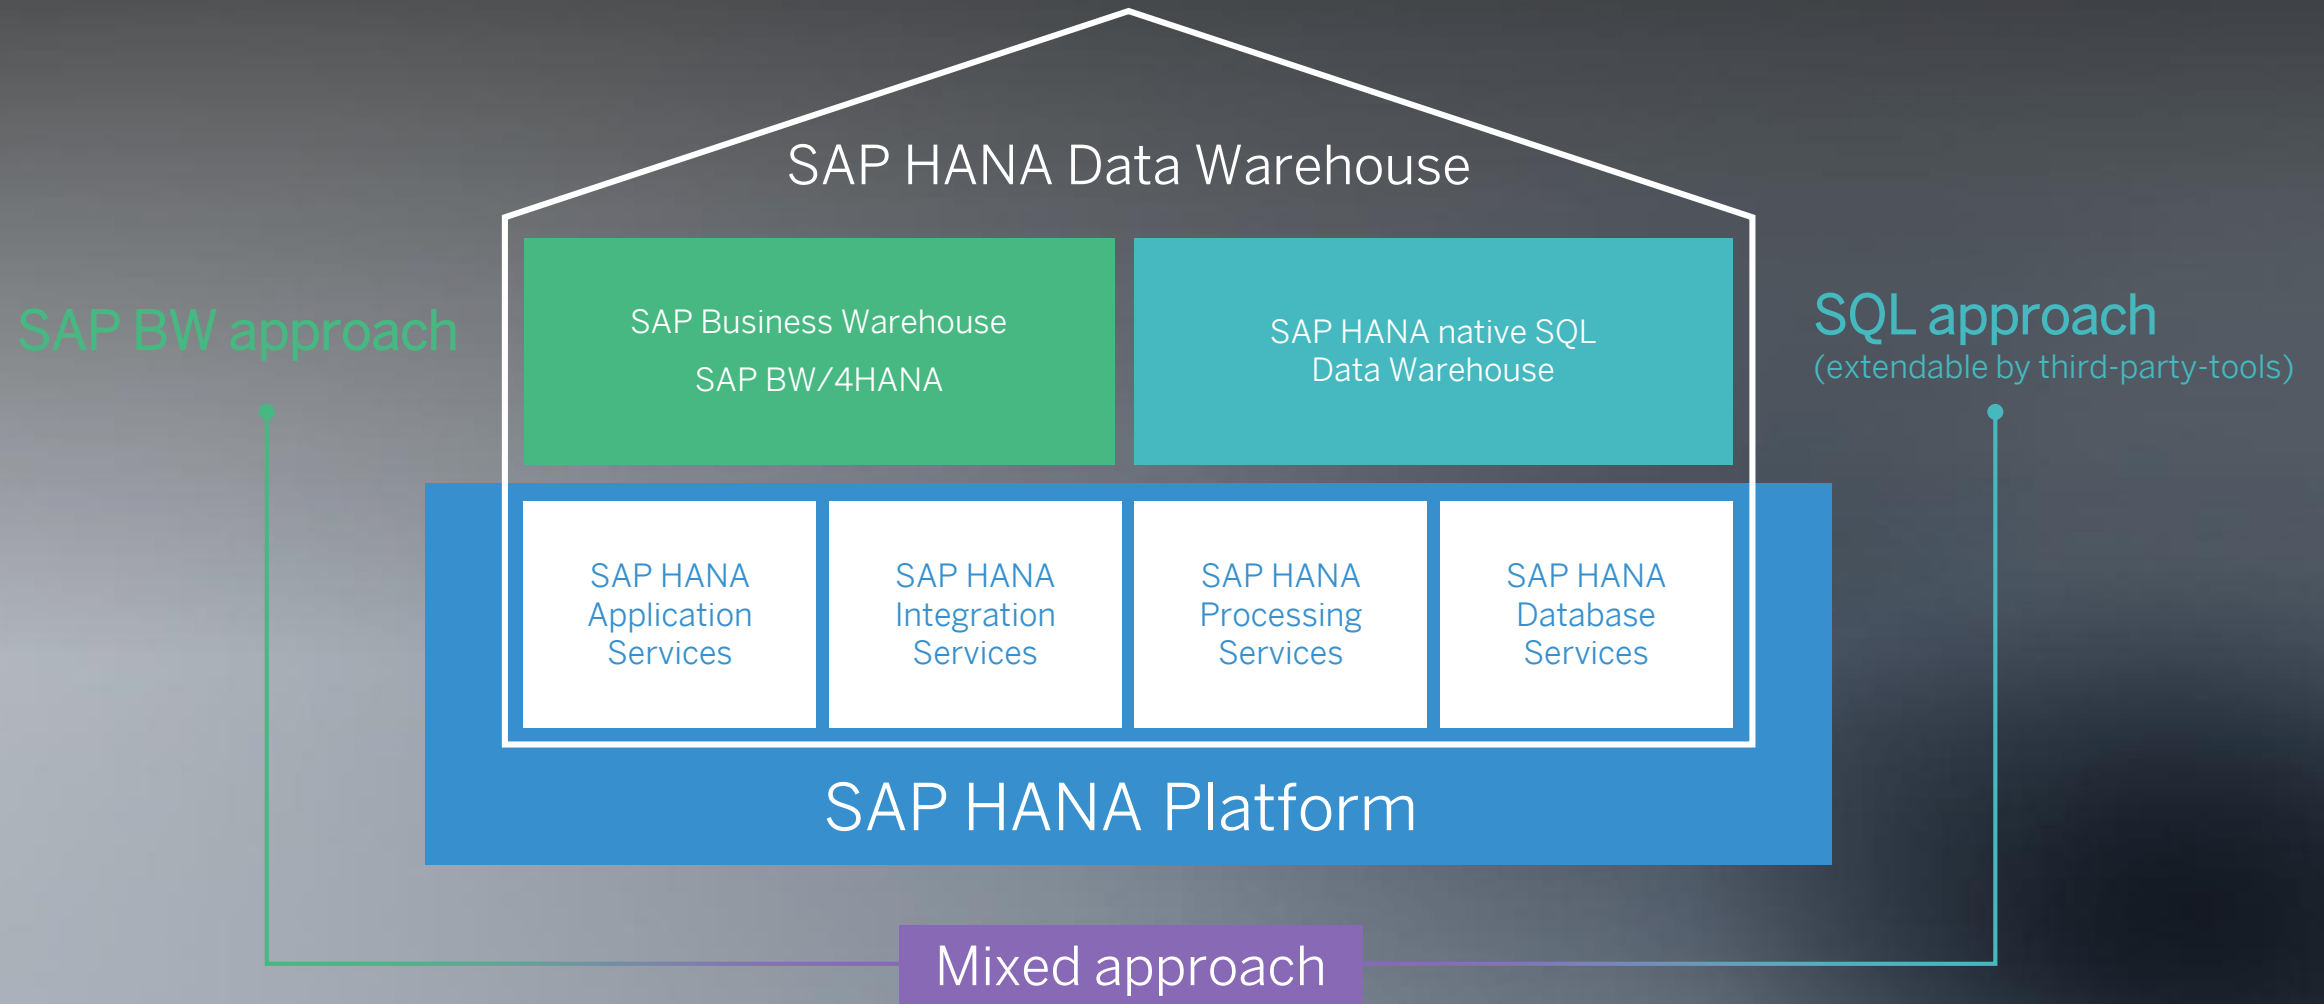 SAP HANA Data Warehouse
SAP BW approach
SAP Business Warehouse
SAP BW/4HANA
SAP HANA native SQL
Data Warehouse
SQL approach
(extendable by third-party-tools)
SAP HANA
Application
Services
SAP HANA
Integration
Services
SAP HANA
Processing
Services
SAP HANA
Database
Services
SAP HANA Platform
Mixed approach